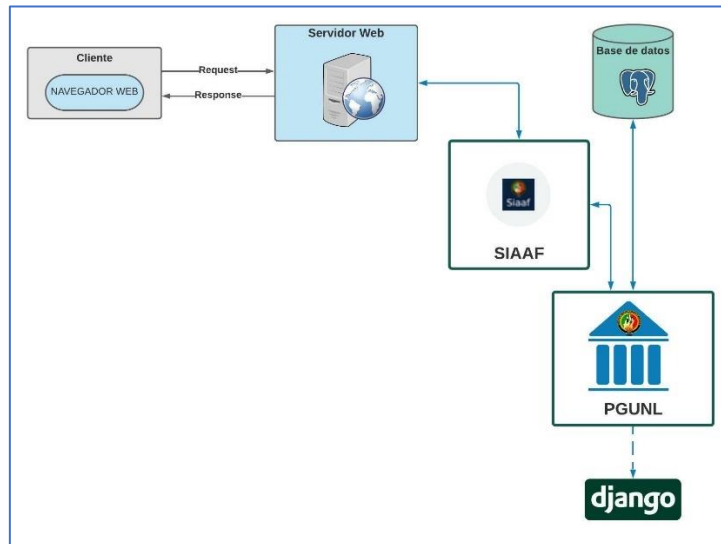 Cliente
NAVEGADOR WEB
Request
Response
Servidor Web
Base de datos
Siaaf
SIAAF
PGUNL
django